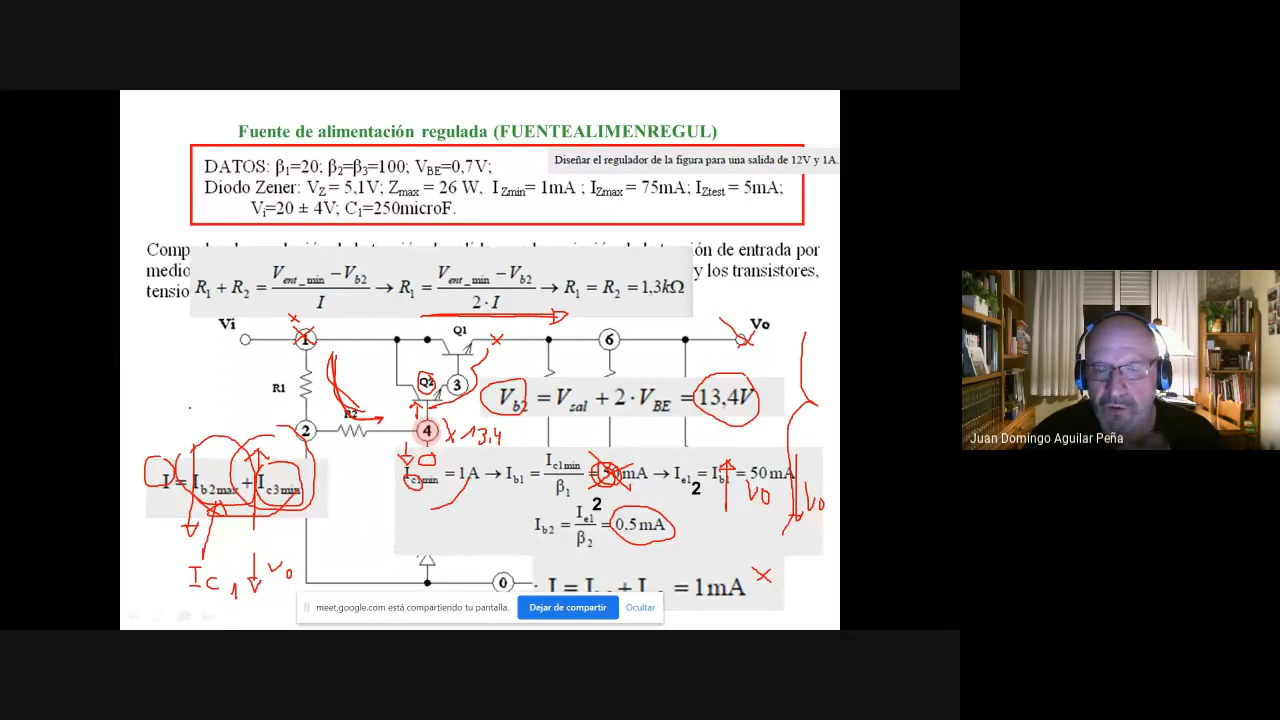 Fuente de alimentación regulada (FUENTEALIMENREGUL)
DATOS: β1=20; β2=β3=100; VBE=0,7V;
Diseñar el regulador de la figura para una salida de 12V y 1A.
Diodo Zener: VZ = 5,1V; Zmax = 26 W, IZmin= 1mA ; IZmax = 75mA; IZtest = 5mA;
Vi=20 ± 4V; C1=250microF.
de entrada por
medio
y los transistores,
R1 + R2 = (Vent_min − Vb2) / I → R1 = (Vent_min − Vb2) / (2 · I) → R1 = R2 = 1,3kΩ
Vi
Vo
1
Q1
6
R1
Q2
3
Vb2 = Vsal + 2 · VBE = 13,4V
R2
2
4
13.4
I = Ib2max + Ic3min
Ic1min = 1A → Ib1 = Ic1min / β1 = 50mA → Ie1 = Ib1 = 50mA
2
2
Vo
Vo
Ib2 = Ie1 / β2 = 0.5mA
Ic1
Vo
0
= 1mA
meet.google.com está compartiendo tu pantalla.
Dejar de compartir
Ocultar
Juan Domingo Aguilar Peña